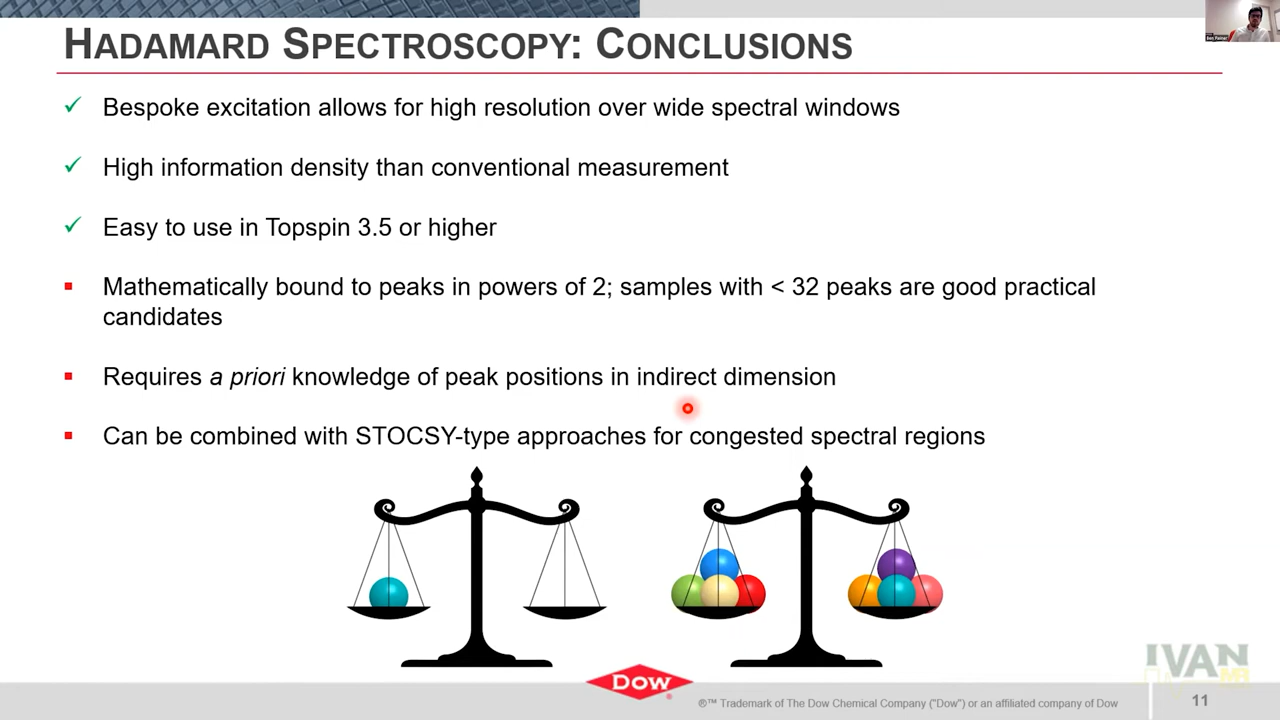 HADAMARD SPECTROSCOPY: CONCLUSIONS
Ben Palmer
✓ Bespoke excitation allows for high resolution over wide spectral windows
✓ High information density than conventional measurement
✓ Easy to use in Topspin 3.5 or higher
▪ Mathematically bound to peaks in powers of 2; samples with < 32 peaks are good practical
candidates
▪ Requires a priori knowledge of peak positions in indirect dimension
▪ Can be combined with STOCSY-type approaches for congested spectral regions
Dow
IVAN
MR
®™ Trademark of The Dow Chemical Company ("Dow") or an affiliated company of Dow
11